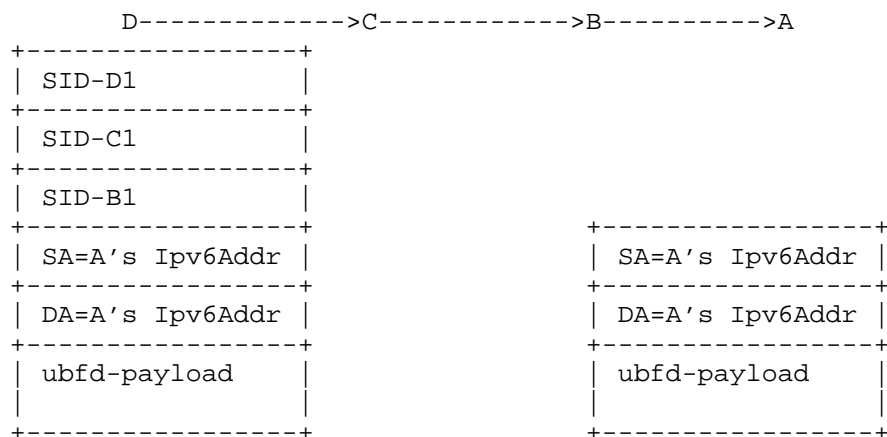 D------------->C------------>B---------->A
+-----------------+
| SID-D1          |
+-----------------+
| SID-C1          |
+-----------------+
| SID-B1          |
+-----------------+                 +-----------------+
| SA=A's Ipv6Addr |                 | SA=A's Ipv6Addr |
+-----------------+                 +-----------------+
| DA=A's Ipv6Addr |                 | DA=A's Ipv6Addr |
+-----------------+                 +-----------------+
| ubfd-payload    |                 | ubfd-payload    |
|                 |                 |                 |
+-----------------+                 +-----------------+